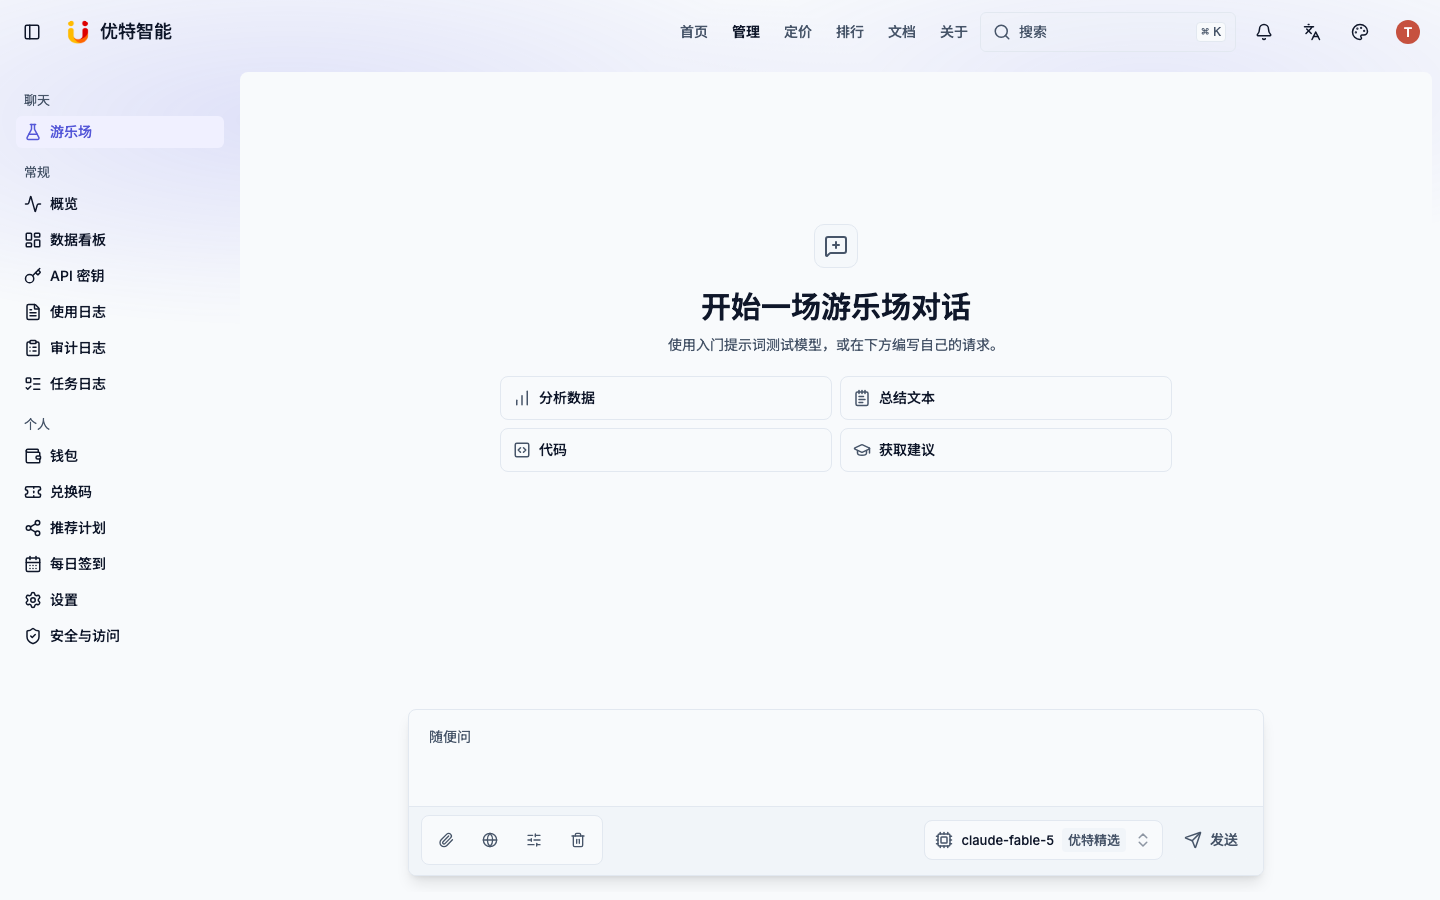 优特智能
首页
管理
定价
排行
文档
关于
搜索
⌘ K
T
聊天
游乐场
常规
概览
数据看板
API 密钥
使用日志
审计日志
任务日志
个人
钱包
兑换码
推荐计划
每日签到
设置
安全与访问
开始一场游乐场对话
使用入门提示词测试模型，或在下方编写自己的请求。
分析数据
总结文本
代码
获取建议
随便问
claude-fable-5 优特精选
发送